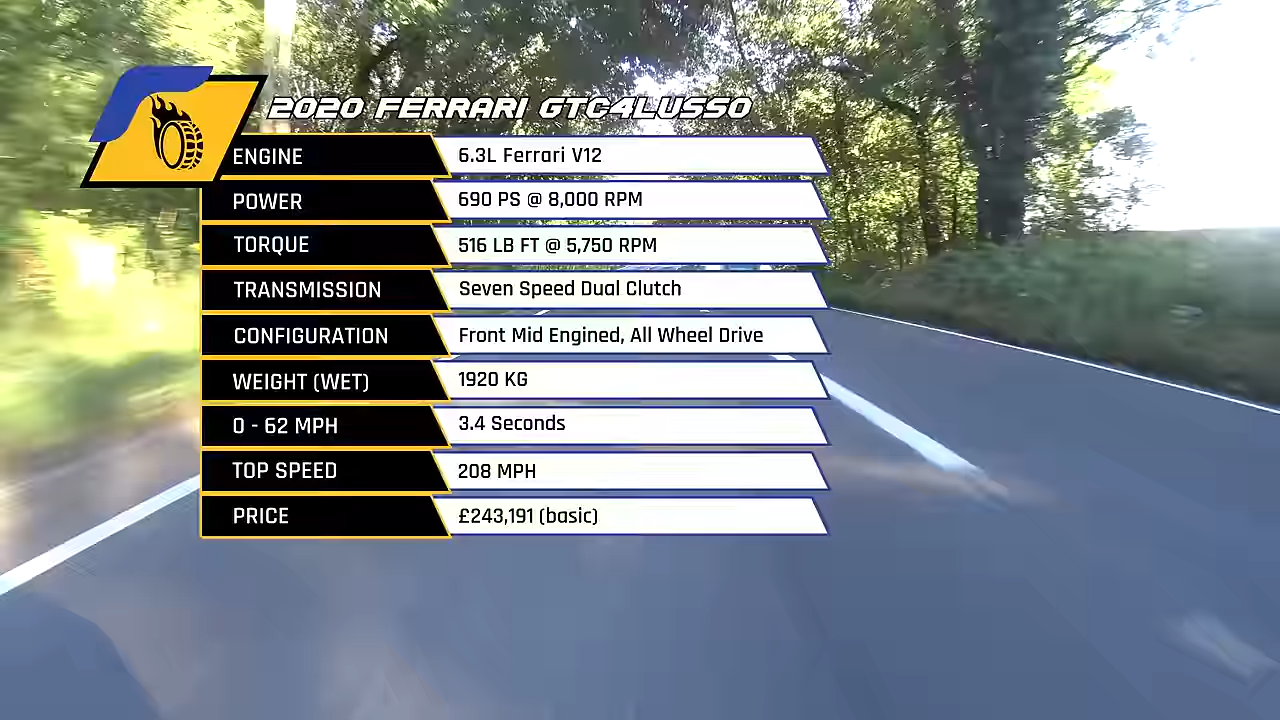 2020 FERRARI GTC4LUSSO
ENGINE 6.3L Ferrari V12
POWER 690 PS @ 8,000 RPM
TORQUE 516 LB FT @ 5,750 RPM
TRANSMISSION Seven Speed Dual Clutch
CONFIGURATION Front Mid Engined, All Wheel Drive
WEIGHT (WET) 1920 KG
0 - 62 MPH 3.4 Seconds
TOP SPEED 208 MPH
PRICE £243,191 (basic)